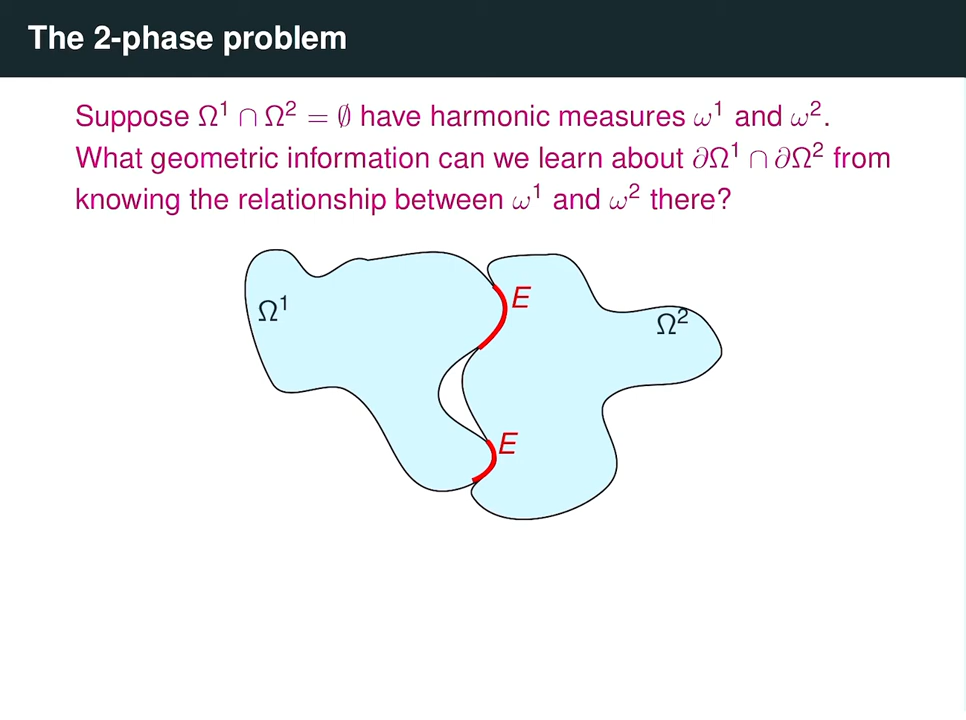 The 2-phase problem
Suppose Ω¹ ∩ Ω² = ∅ have harmonic measures ω¹ and ω².
What geometric information can we learn about ∂Ω¹ ∩ ∂Ω² from
knowing the relationship between ω¹ and ω² there?
Ω¹
E
Ω²
E